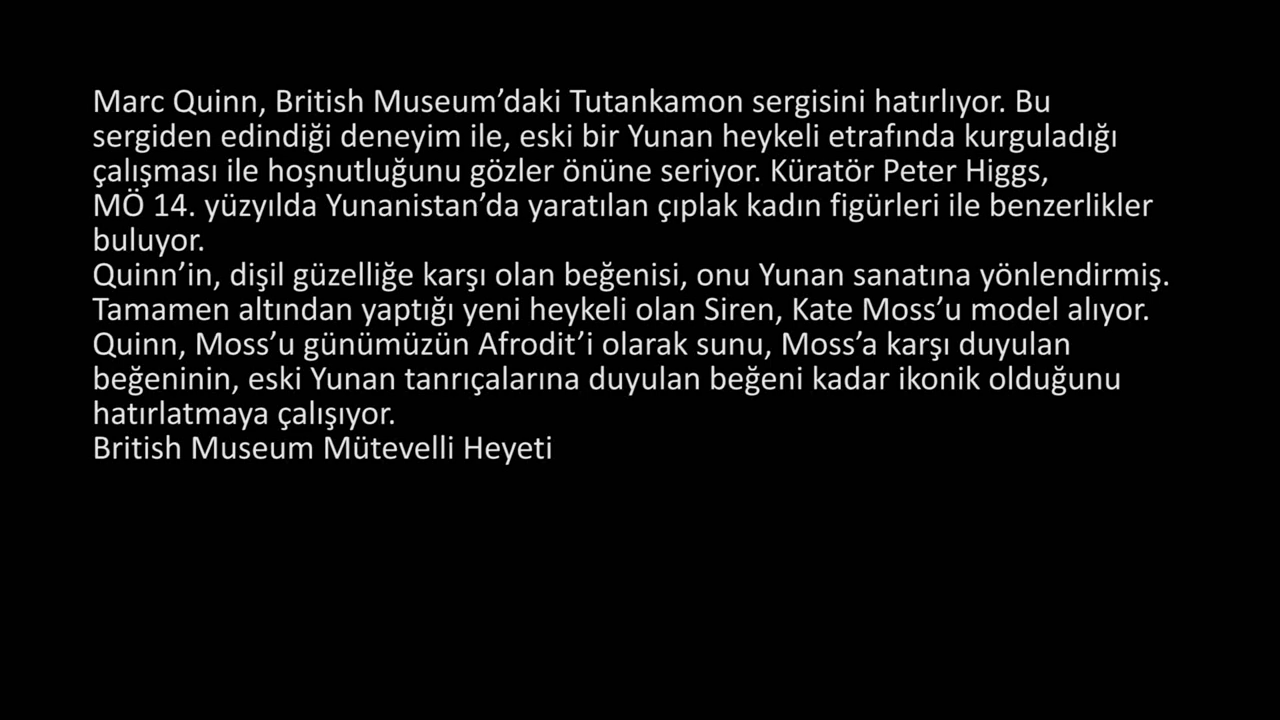 Marc Quinn, British Museum’daki Tutankamon sergisini hatırlıyor. Bu
sergiden edindiği deneyim ile, eski bir Yunan heykeli etrafında kurguladığı
çalışması ile hoşnutluğunu gözler önüne seriyor. Küratör Peter Higgs,
MÖ 14. yüzyılda Yunanistan’da yaratılan çıplak kadın figürleri ile benzerlikler
buluyor.
Quinn’in, dişil güzelliğe karşı olan beğenisi, onu Yunan sanatına yönlendirmiş.
Tamamen altından yaptığı yeni heykeli olan Siren, Kate Moss’u model alıyor.
Quinn, Moss’u günümüzün Afrodit’i olarak sunu, Moss’a karşı duyulan
beğeninin, eski Yunan tanrıçalarına duyulan beğeni kadar ikonik olduğunu
hatırlatmaya çalışıyor.
British Museum Mütevelli Heyeti